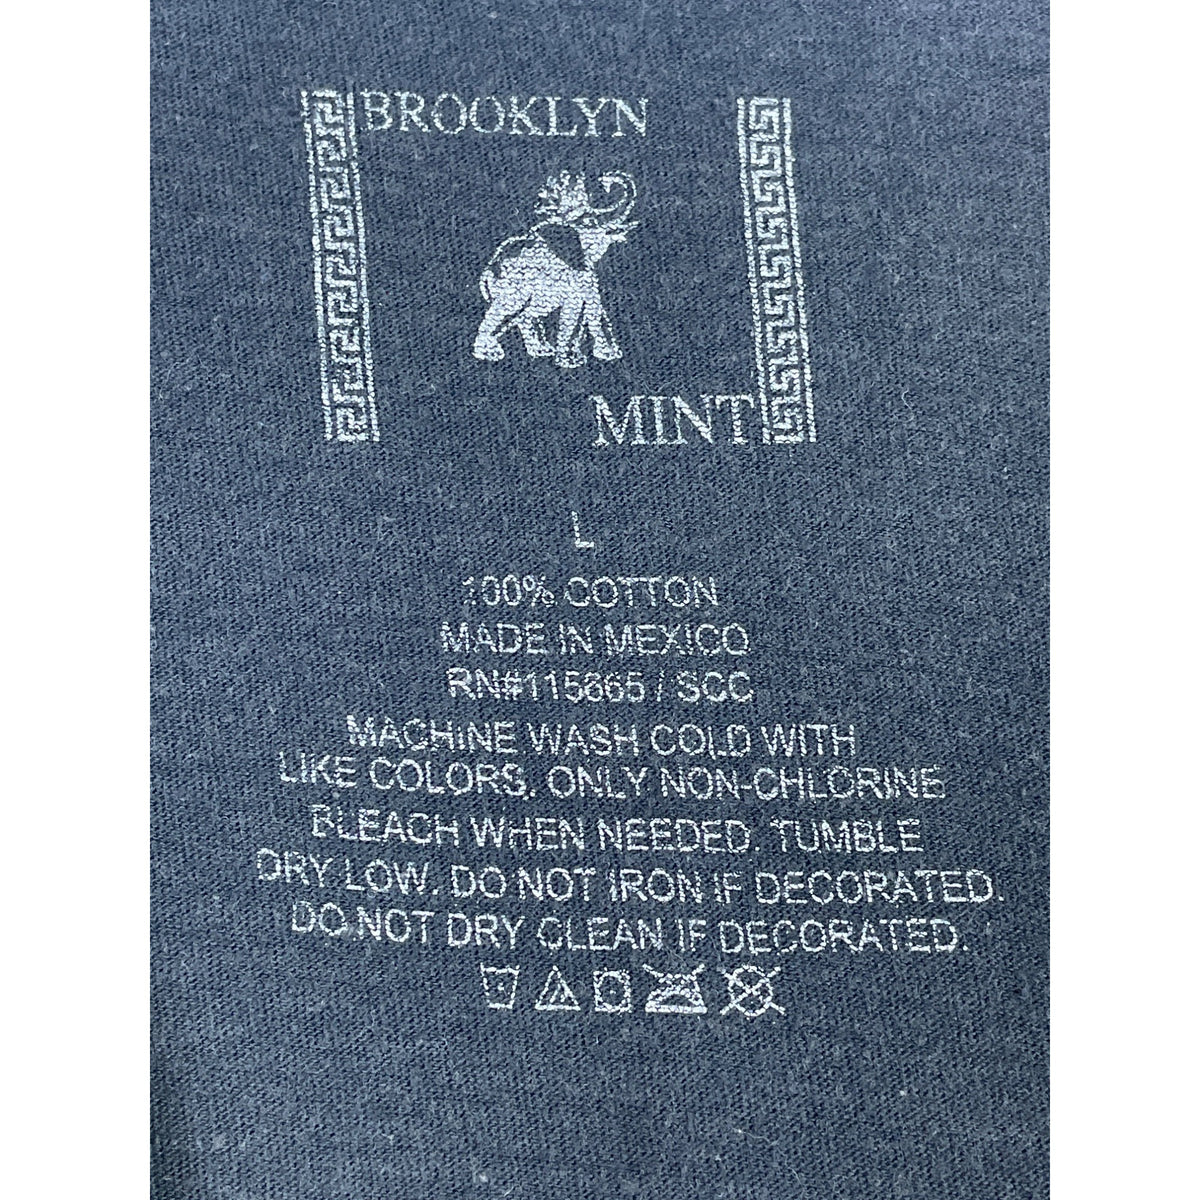 BROOKLYN
MINT
L
100% COTTON
MADE IN MEXICO
RN#115865 / SCC
MACHINE WASH COLD WITH
LIKE COLORS, ONLY NON-CHLORINE
BLEACH WHEN NEEDED. TUMBLE
DRY LOW. DO NOT IRON IF DECORATED.
DO NOT DRY CLEAN IF DECORATED.